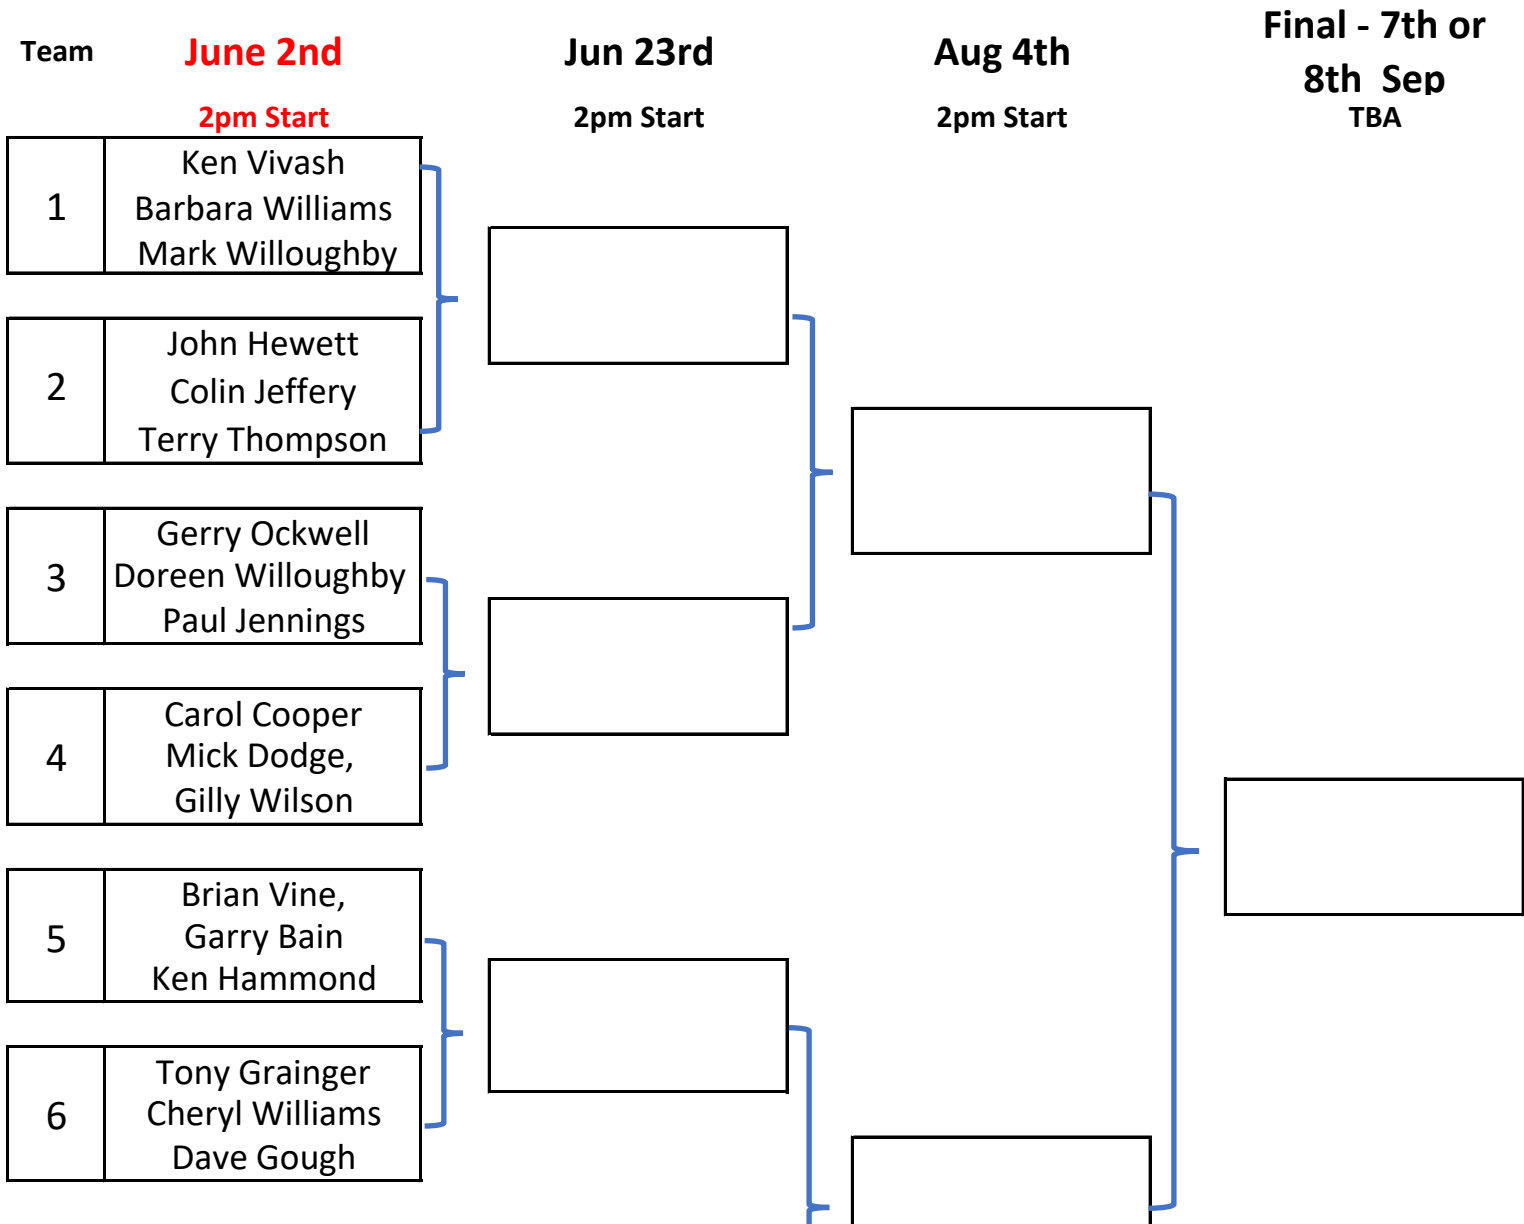 Team
June 2nd
Jun 23rd
Aug 4th
Final - 7th or
8th  Sep
2pm Start
2pm Start
2pm Start
TBA
1
Ken Vivash
Barbara Williams
Mark Willoughby
2
John Hewett
Colin Jeffery
Terry Thompson
3
Gerry Ockwell
Doreen Willoughby
Paul Jennings
4
Carol Cooper
Mick Dodge,
Gilly Wilson
5
Brian Vine,
Garry Bain
Ken Hammond
6
Tony Grainger
Cheryl Williams
Dave Gough